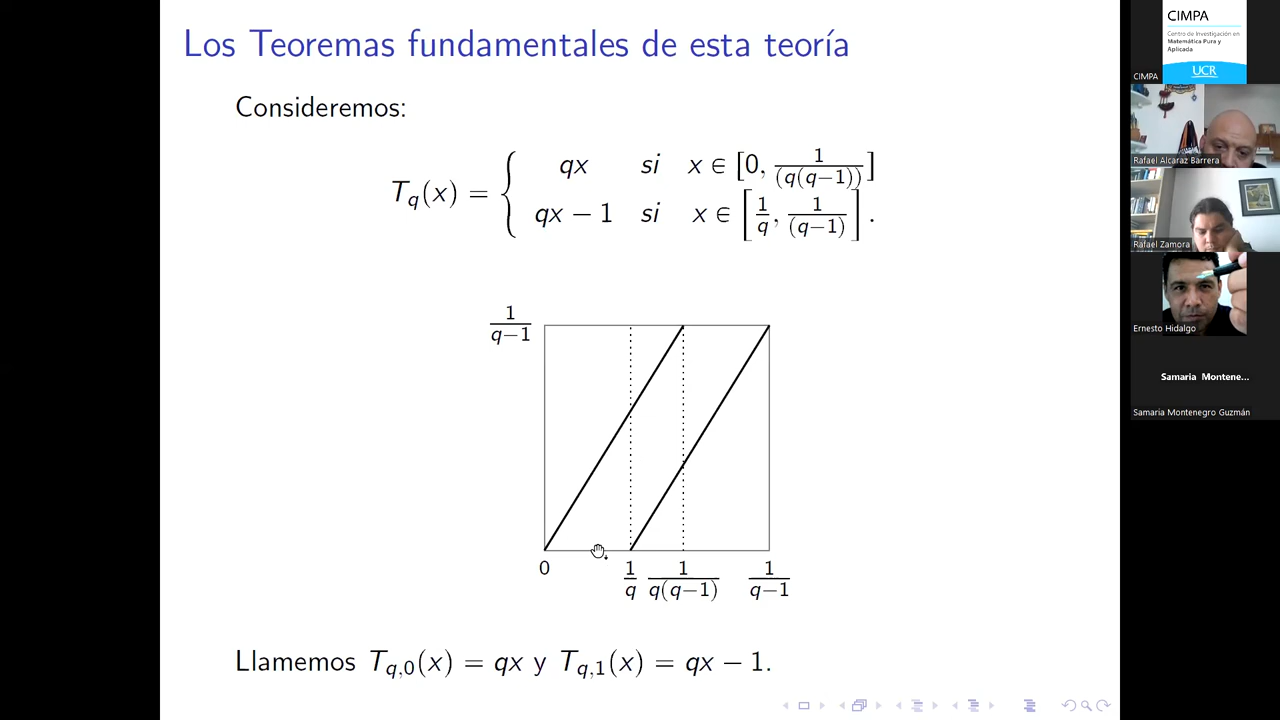 Los Teoremas fundamentales de esta teoría
Consideremos:
T_q(x) = { qx si x ∈ [0, 1/(q(q−1))]
qx − 1 si x ∈ [1/q, 1/(q−1)].
1/(q−1)
0 1/q 1/(q(q−1)) 1/(q−1)
Llamemos T_{q,0}(x) = qx y T_{q,1}(x) = qx − 1.
CIMPA
Centro de Investigación en
Matemática Pura y
Aplicada
UCR
CIMPA
Rafael Alcaraz Barrera
Rafael Zamora
Ernesto Hidalgo
Samaria Montene...
Samaria Montenegro Guzmán